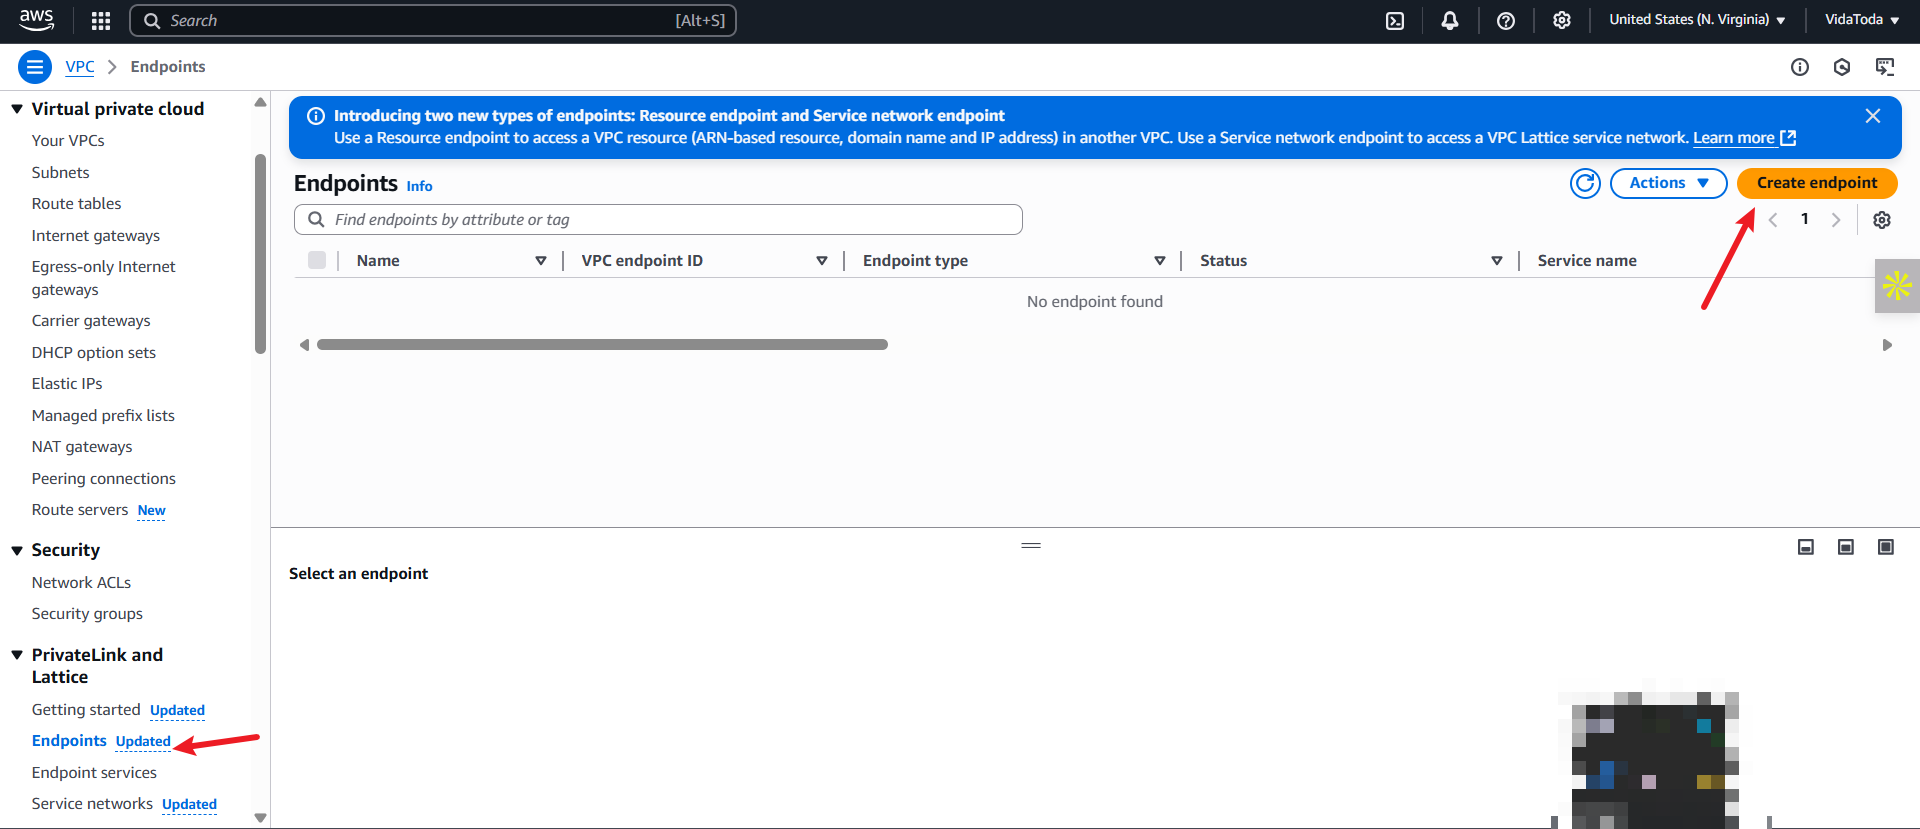 aws
Search
[Alt+S]
United States (N. Virginia)
VidaToda
VPC
Endpoints
Virtual private cloud
Your VPCs
Subnets
Route tables
Internet gateways
Egress-only Internet
gateways
Carrier gateways
DHCP option sets
Elastic IPs
Managed prefix lists
NAT gateways
Peering connections
Route servers New
Security
Network ACLs
Security groups
PrivateLink and
Lattice
Getting started Updated
Endpoints Updated
Endpoint services
Service networks Updated
Introducing two new types of endpoints: Resource endpoint and Service network endpoint
Use a Resource endpoint to access a VPC resource (ARN-based resource, domain name and IP address) in another VPC. Use a Service network endpoint to access a VPC Lattice service network. Learn more
Endpoints Info
Actions
Create endpoint
Find endpoints by attribute or tag
1
Name
VPC endpoint ID
Endpoint type
Status
Service name
No endpoint found
Select an endpoint